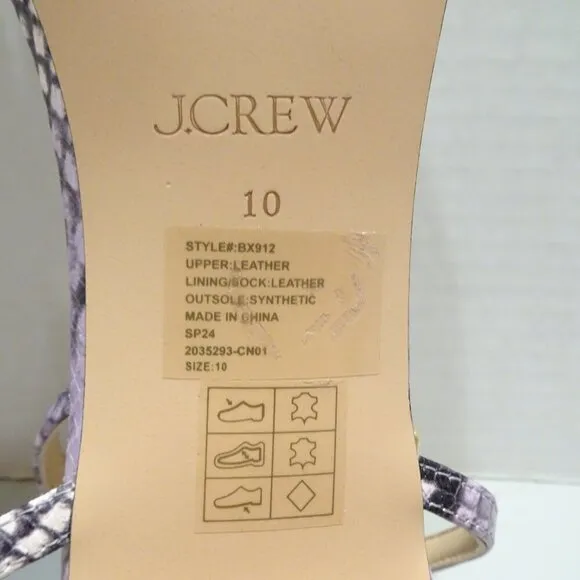 J.CREW
10
STYLE#:BX912
UPPER:LEATHER
LINING/SOCK:LEATHER
OUTSOLE:SYNTHETIC
MADE IN CHINA
SP24
2035293-CN01
SIZE:10